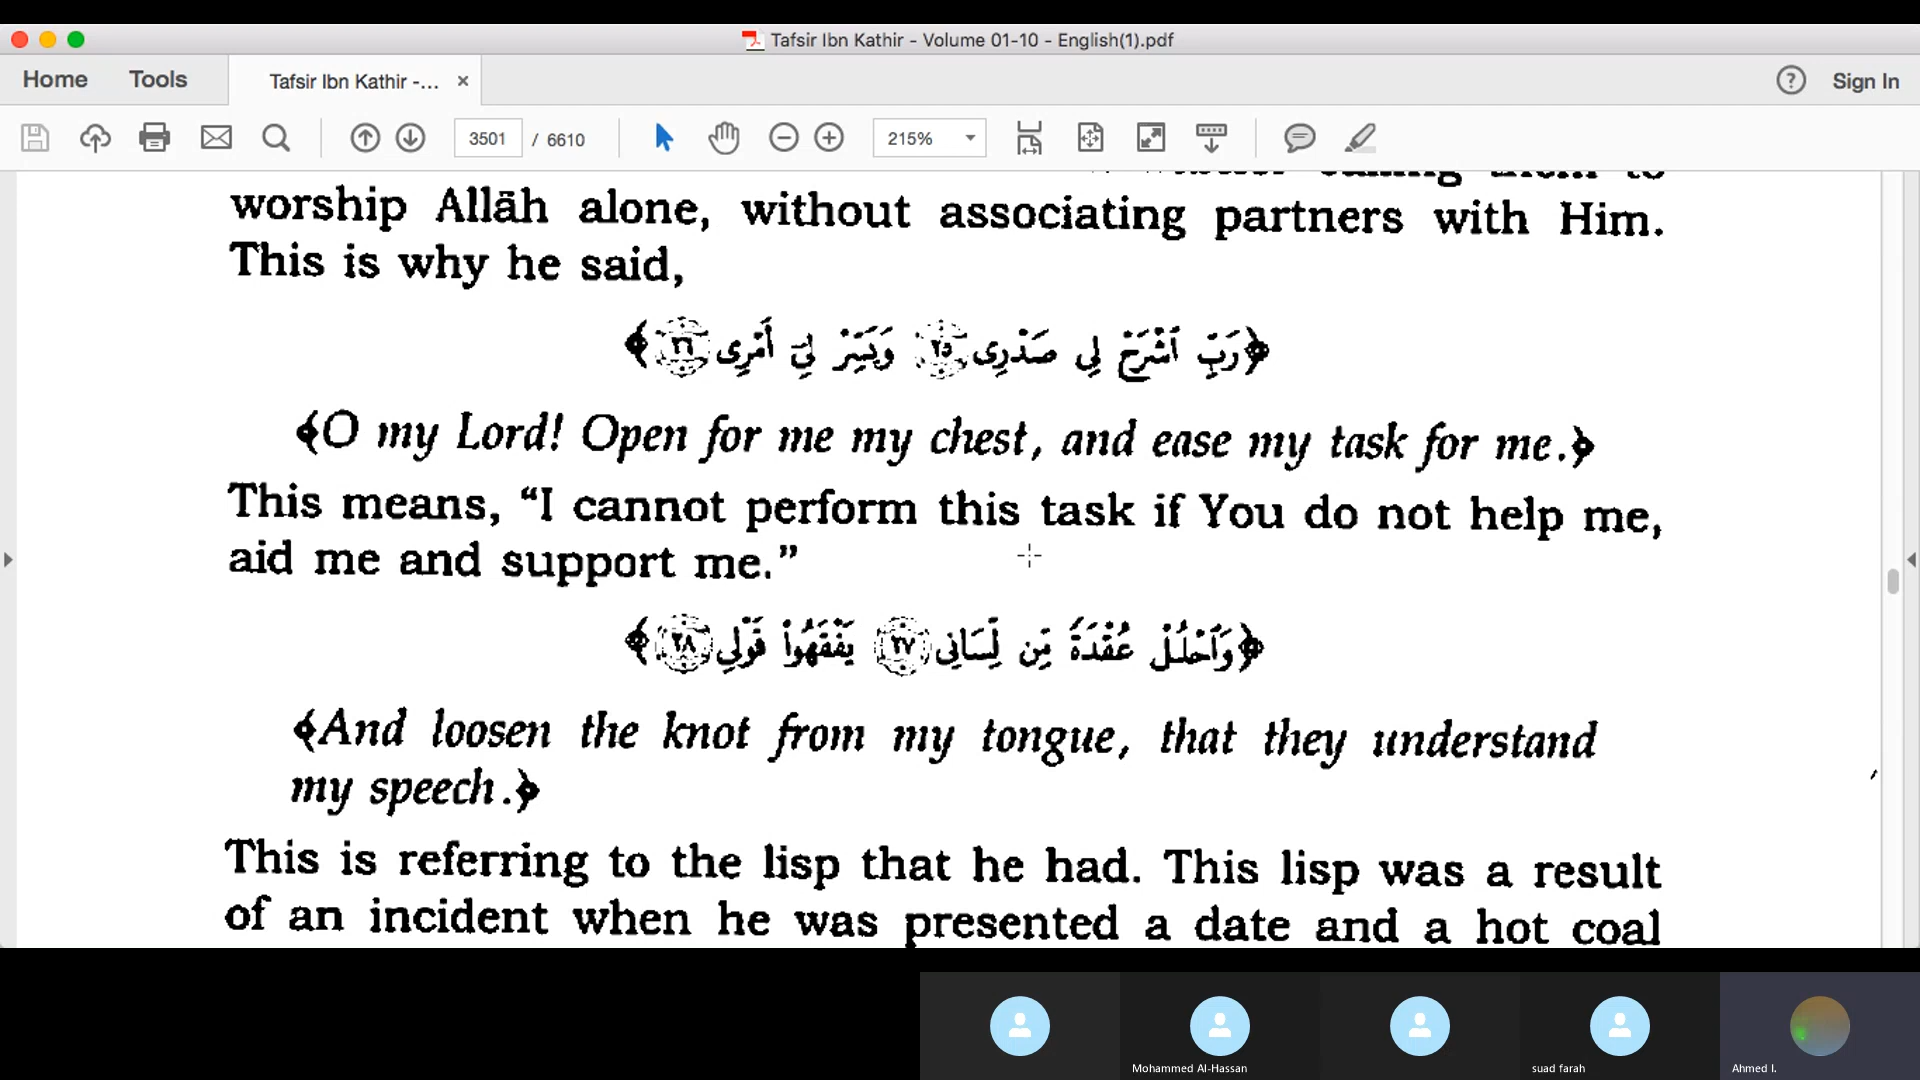 Tafsir Ibn Kathir - Volume 01-10 - English(1).pdf
Home Tools Tafsir Ibn Kathir -... × ? Sign In
3501 / 6610 215%
them to
worship Allāh alone, without associating partners with Him.
This is why he said,
﴿رَبِّ ٱشْرَحْ لِي صَدْرِي ٢٥ وَيَسِّرْ لِيٓ أَمْرِي ٢٦﴾
﴾O my Lord! Open for me my chest, and ease my task for me.﴿
This means, “I cannot perform this task if You do not help me,
aid me and support me.”
﴿وَٱحْلُلْ عُقْدَةً مِّن لِّسَانِي ٢٧ يَفْقَهُواْ قَوْلِي ٢٨﴾
﴾And loosen the knot from my tongue, that they understand
my speech.﴿
This is referring to the lisp that he had. This lisp was a result
of an incident when he was presented a date and a hot coal
Mohammed Al-Hassan suad farah Ahmed I.